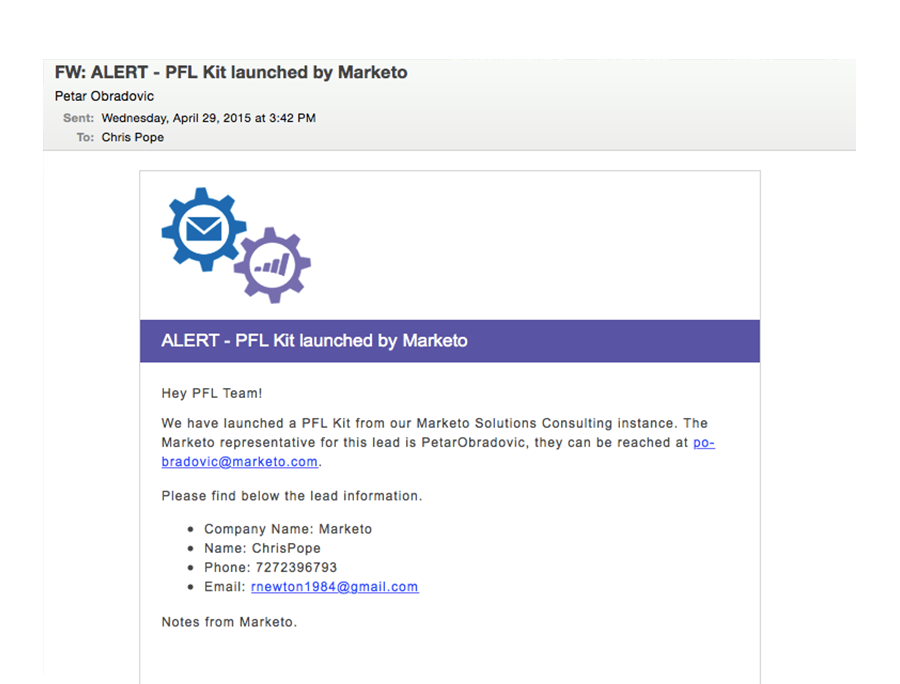 FW: ALERT - PFL Kit launched by Marketo
Petar Obradovic
Sent: Wednesday, April 29, 2015 at 3:42 PM
To: Chris Pope
ALERT - PFL Kit launched by Marketo
Hey PFL Team!
We have launched a PFL Kit from our Marketo Solutions Consulting instance. The
Marketo representative for this lead is PetarObradovic, they can be reached at po-
bradovic@marketo.com.
Please find below the lead information.
• Company Name: Marketo
• Name: ChrisPope
• Phone: 7272396793
• Email: rnewton1984@gmail.com
Notes from Marketo.